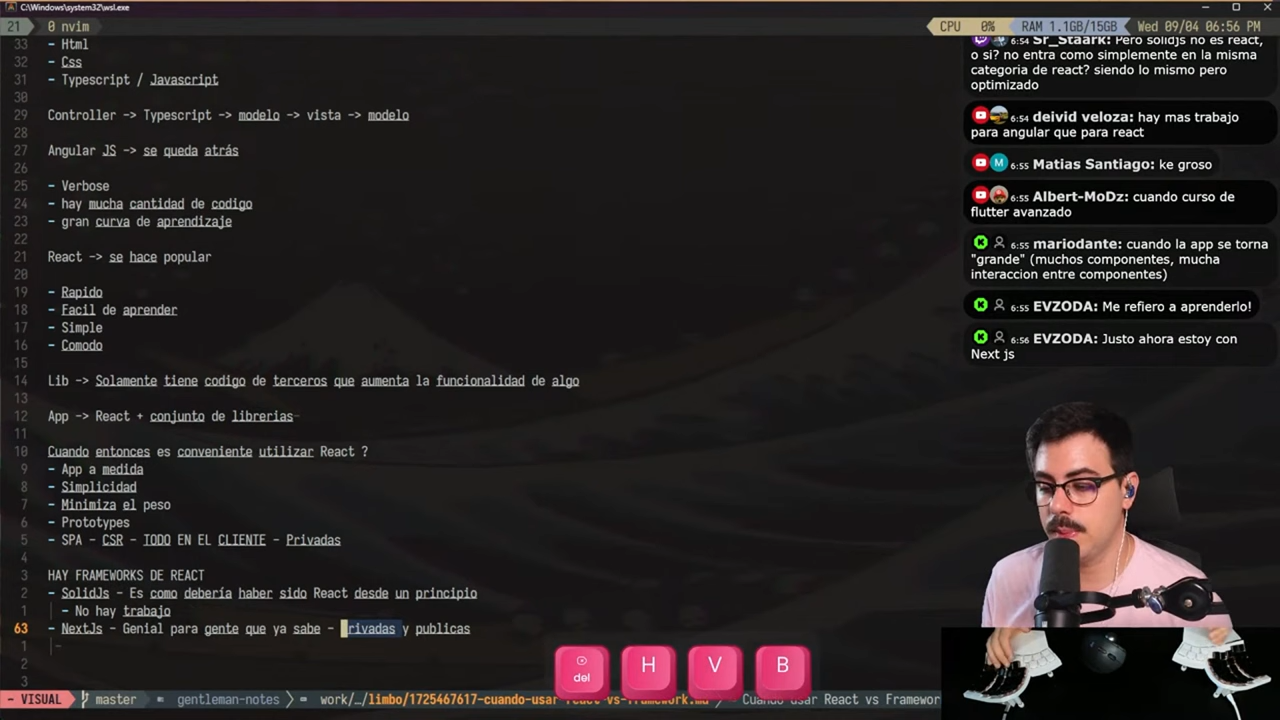 C:\Windows\system32\wsl.exe
21 0 nvim CPU 0% RAM 1.1GB/15GB Wed 09/04 06:56 PM
33 - Html
32 - Css
31 - Typescript / Javascript
30
29 Controller -> Typescript -> modelo -> vista -> modelo
28
27 Angular JS -> se queda atrás
26
25 - Verbose
24 - hay mucha cantidad de codigo
23 - gran curva de aprendizaje
22
21 React -> se hace popular
20
19 - Rapido
18 - Facil de aprender
17 - Simple
16 - Comodo
15
14 Lib -> Solamente tiene codigo de terceros que aumenta la funcionalidad de algo
13
12 App -> React + conjunto de librerias-
11
10 Cuando entonces es conveniente utilizar React ?
9 - App a medida
8 - Simplicidad
7 - Minimiza el peso
6 - Prototypes
5 - SPA - CSR - TODO EN EL CLIENTE - Privadas
4
3 HAY FRAMEWORKS DE REACT
2 - SolidJs - Es como debería haber sido React desde un principio
1 - No hay trabajo
63 - NextJs - Genial para gente que ya sabe - rivadas y publicas
1 -
2
3
- VISUAL master gentleman-notes work/…/limbo/1725467617-cuando-usar-react-vs-framework.md Cuando usar React vs Framewor
6:54 Sr_Staark: Pero solidjs no es react,
o si? no entra como simplemente en la misma
categoria de react? siendo lo mismo pero
optimizado
6:54 deivid veloza: hay mas trabajo
para angular que para react
M 6:55 Matias Santiago: ke groso
6:55 Albert-MoDz: cuando curso de
flutter avanzado
6:55 mariodante: cuando la app se torna
"grande" (muchos componentes, mucha
interaccion entre componentes)
6:55 EVZODA: Me refiero a aprenderlo!
6:56 EVZODA: Justo ahora estoy con
Next js
del H V B